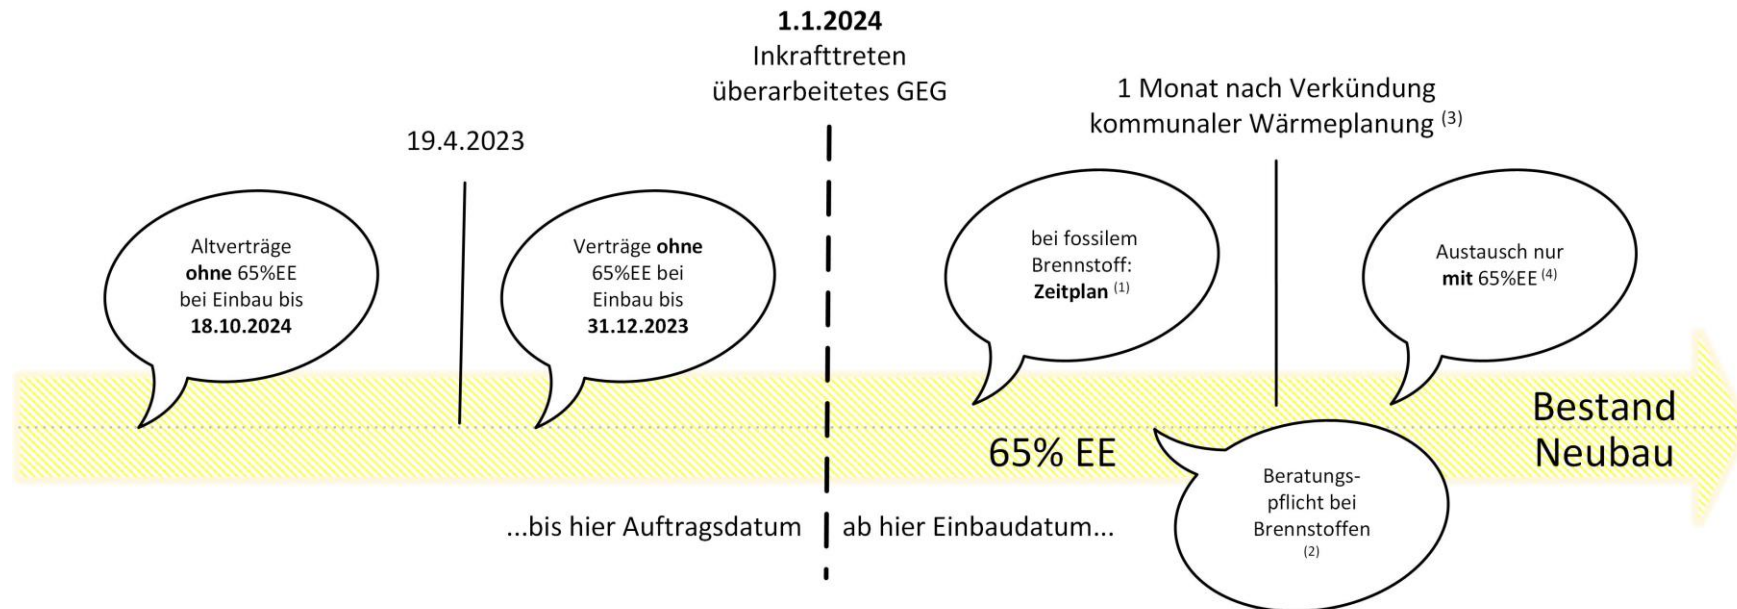 1.1.2024
Inkrafttreten
überarbeitetes GEG
1 Monat nach Verkündung
kommunaler Wärmeplanung (3)
19.4.2023
Altverträge
ohne 65%EE
bei Einbau bis
18.10.2024
Verträge ohne
65%EE bei
Einbau bis
31.12.2023
bei fossilem
Brennstoff:
Zeitplan (1)
Austausch nur
mit 65%EE (4)
Bestand
Neubau
65% EE
Beratungs-
pflicht bei
Brennstoffen
(2)
...bis hier Auftragsdatum
ab hier Einbaudatum...